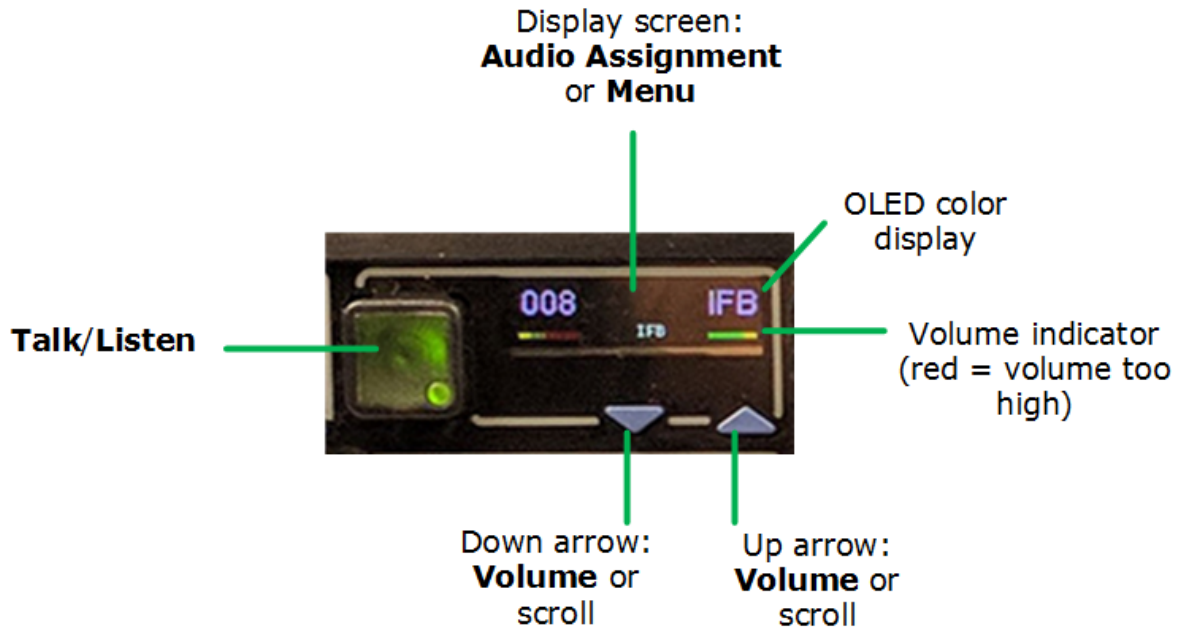 Display screen:
Audio Assignment
or Menu
OLED color
display
008
IFB
IFB
Talk/Listen
Volume indicator
(red = volume too
high)
Down arrow:
Volume or
scroll
Up arrow:
Volume or
scroll